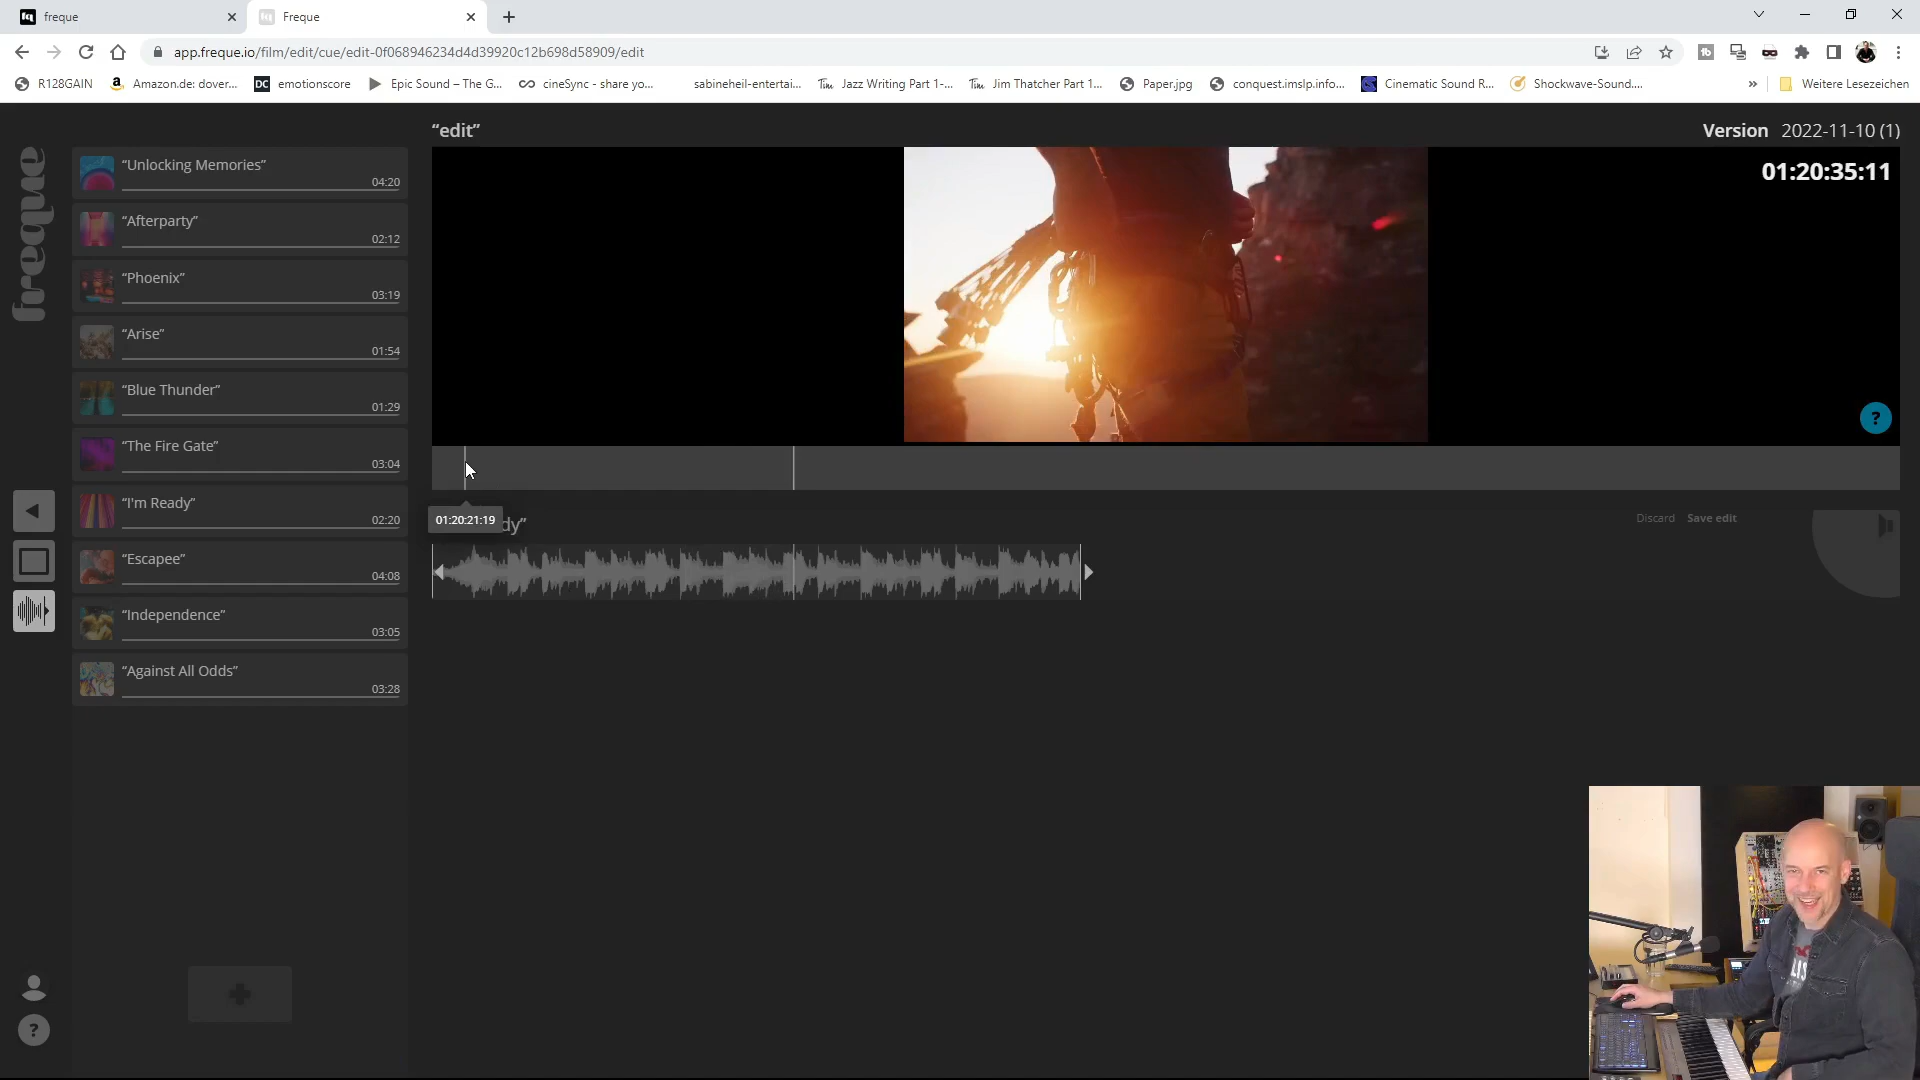 freque
Freque
app.freque.io/film/edit/cue/edit-0f068946234d4d39920c12b698d58909/edit
R128GAIN
Amazon.de: dover...
DC emotionscore
Epic Sound – The G...
cineSync - share yo...
sabineheil-entertai...
Tim Jazz Writing Part 1-...
Tim Jim Thatcher Part 1...
Paper.jpg
conquest.imslp.info...
Cinematic Sound R...
Shockwave-Sound....
»
Weitere Lesezeichen
freque
“edit”
Version 2022-11-10 (1)
01:20:35:11
“Unlocking Memories”
04:20
“Afterparty”
02:12
“Phoenix”
03:19
“Arise”
01:54
“Blue Thunder”
01:29
“The Fire Gate”
03:04
“I'm Ready”
02:20
“Escapee”
04:08
“Independence”
03:05
“Against All Odds”
03:28
?
01:20:21:19
dy”
Discard Save edit
?